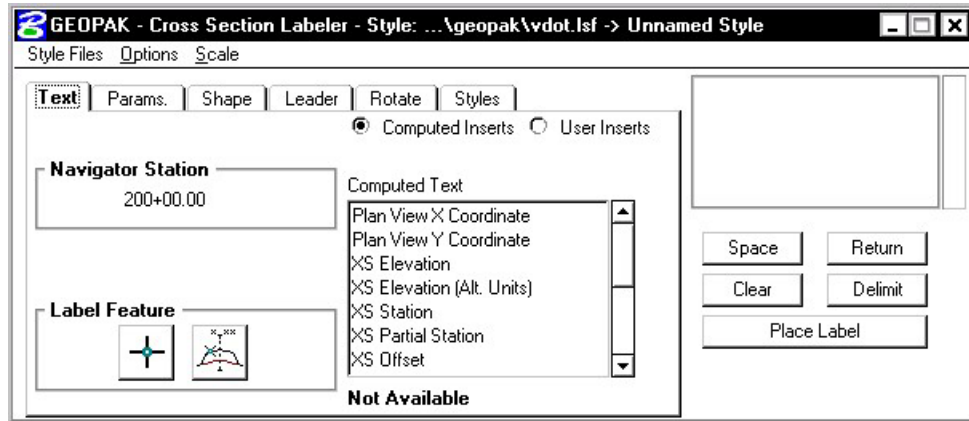 GEOPAK - Cross Section Labeler - Style: ...\geopak\vdot.lsf -> Unnamed Style
Style Files Options Scale
Text Params. Shape Leader Rotate Styles
Computed Inserts User Inserts
Navigator Station
200+00.00
Computed Text
Plan View X Coordinate
Plan View Y Coordinate
XS Elevation
XS Elevation (Alt. Units)
XS Station
XS Partial Station
XS Offset
Label Feature
x.xx
Not Available
Space Return
Clear Delimit
Place Label